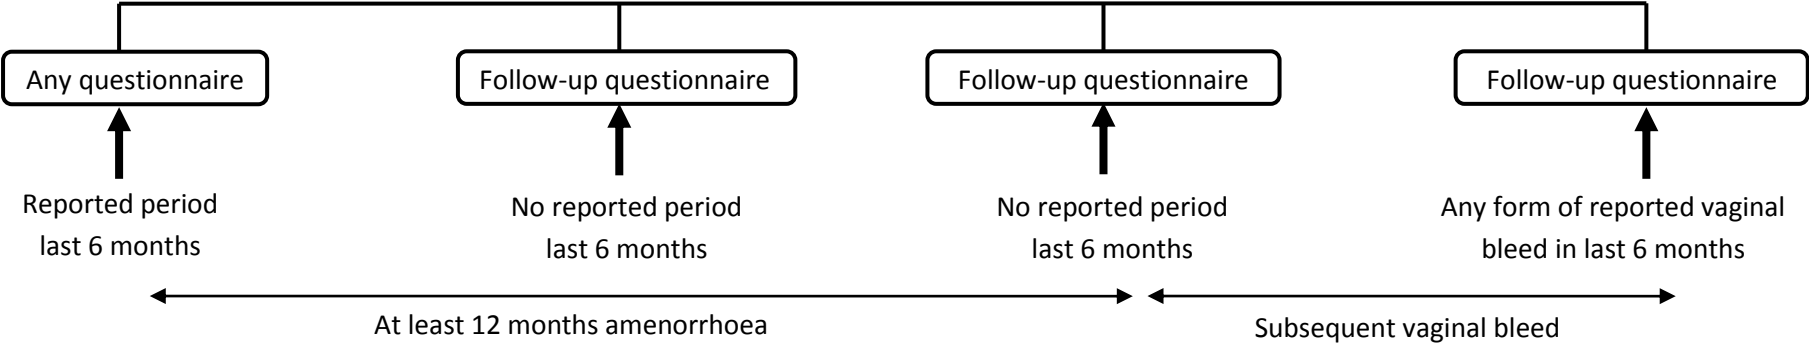 Any questionnaire
Follow-up questionnaire
Follow-up questionnaire
Follow-up questionnaire
Reported period
last 6 months
No reported period
last 6 months
No reported period
last 6 months
Any form of reported vaginal
bleed in last 6 months
At least 12 months amenorrhoea
Subsequent vaginal bleed